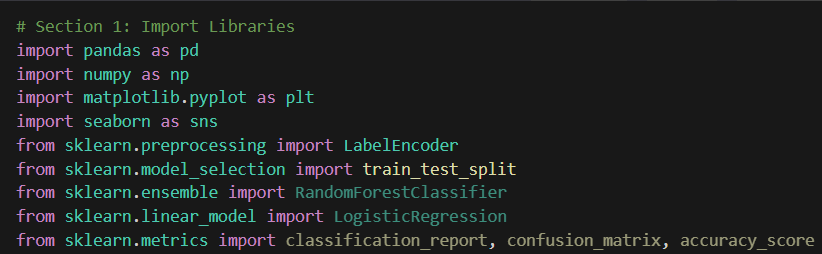 # Section 1: Import Libraries
import pandas as pd
import numpy as np
import matplotlib.pyplot as plt
import seaborn as sns
from sklearn.preprocessing import LabelEncoder
from sklearn.model_selection import train_test_split
from sklearn.ensemble import RandomForestClassifier
from sklearn.linear_model import LogisticRegression
from sklearn.metrics import classification_report, confusion_matrix, accuracy_score